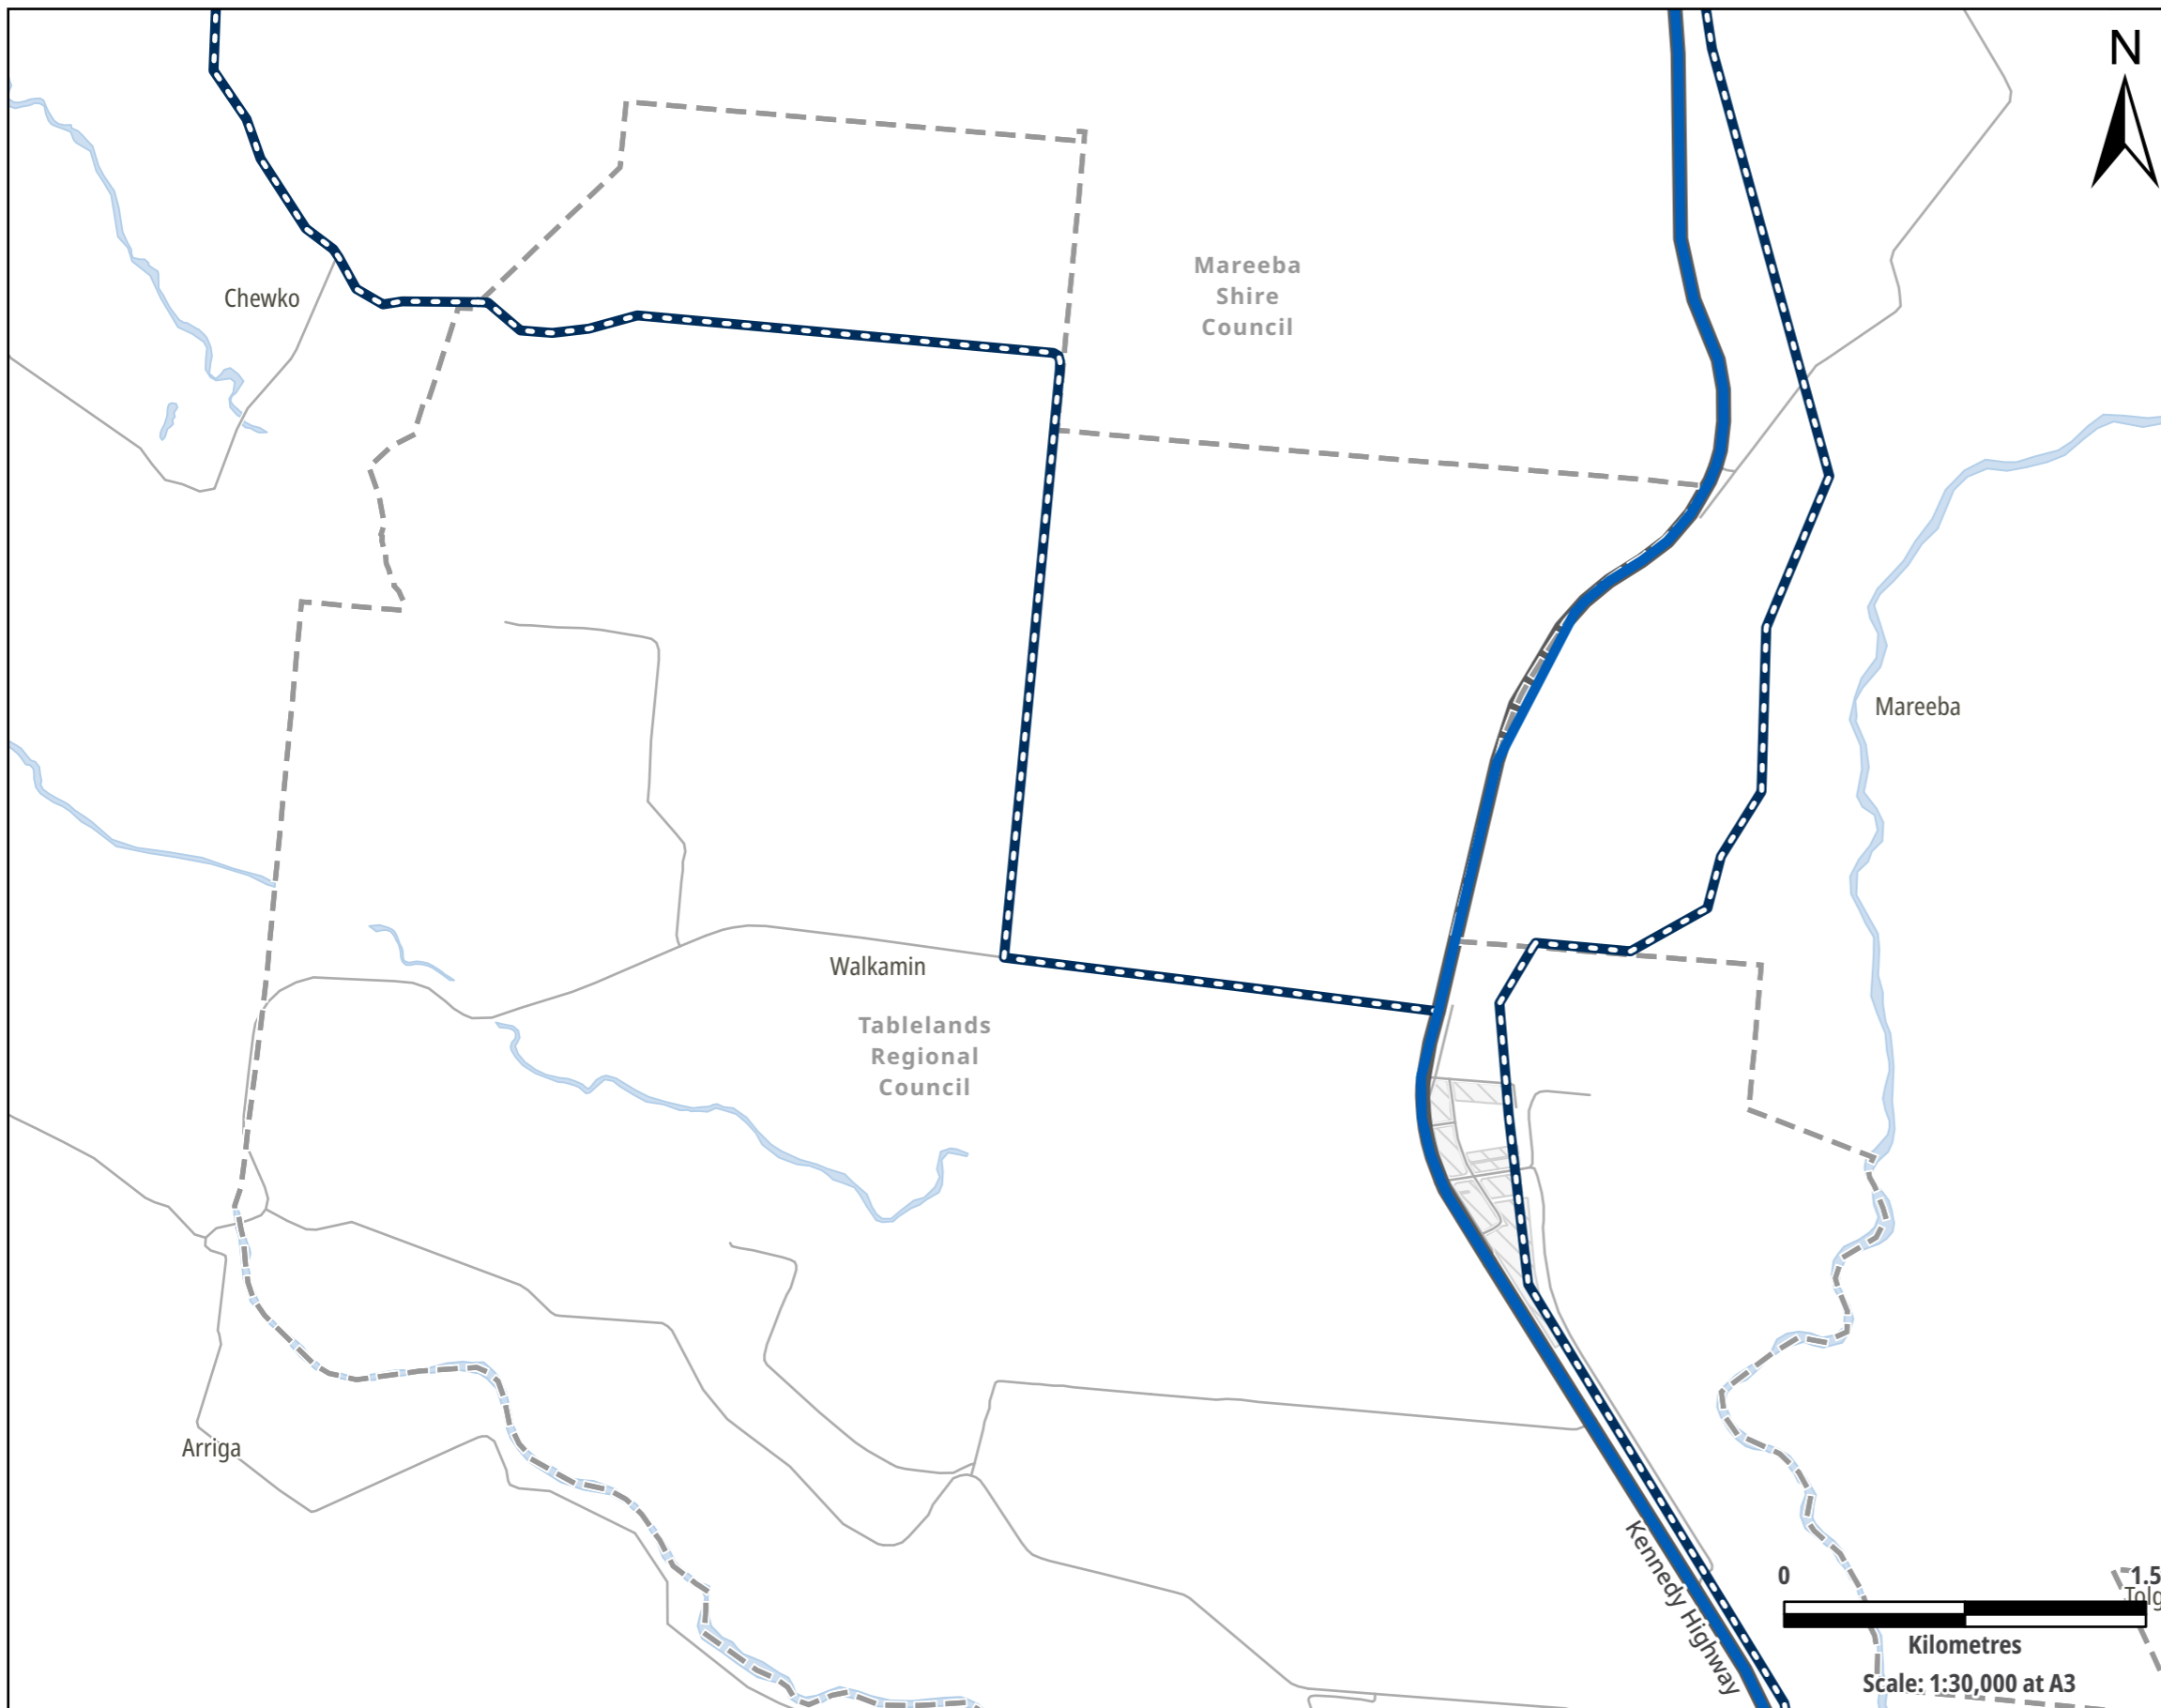 N
Mareeba
Shire
Council
Chewko
Mareeba
Walkamin
Tablelands
Regional
Council
Arriga
Kennedy Highway
0
1.5
Tolg
Kilometres
Scale: 1:30,000 at A3